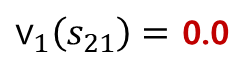 v₁(s₂₁) = 0.0